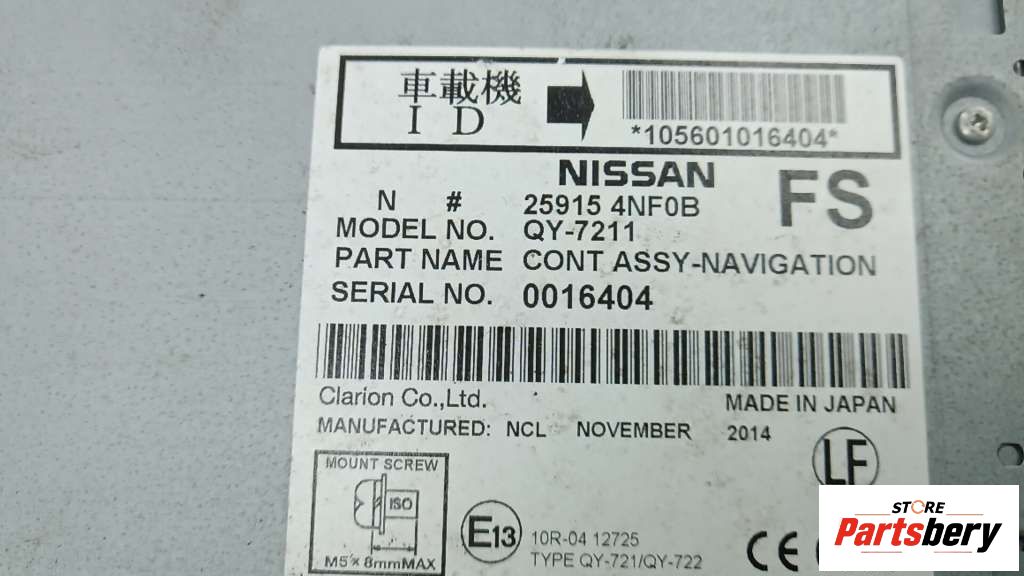 車載機
ID
*105601016404*
NISSAN
FS
N # 25915 4NF0B
MODEL NO. QY-7211
PART NAME CONT ASSY-NAVIGATION
SERIAL NO. 0016404
Clarion Co.,Ltd.
MADE IN JAPAN
MANUFACTURED: NCL NOVEMBER 2014
LF
MOUNT SCREW
ISO
M5 × 8mmMAX
E13
10R-04 12725
TYPE QY-721/QY-722
CE
STORE
Partsbery